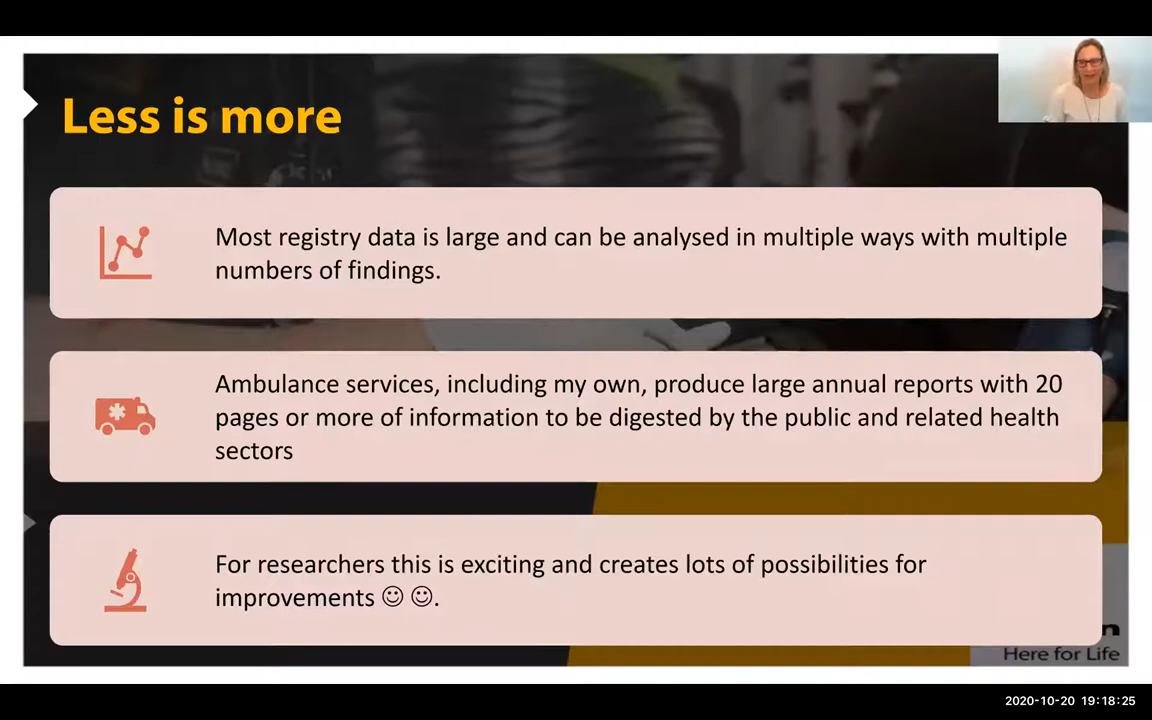 Less is more
Most registry data is large and can be analysed in multiple ways with multiple
numbers of findings.
Ambulance services, including my own, produce large annual reports with 20
pages or more of information to be digested by the public and related health
sectors
For researchers this is exciting and creates lots of possibilities for
improvements ☺ ☺.
Here for Life
2020-10-20 19:18:25